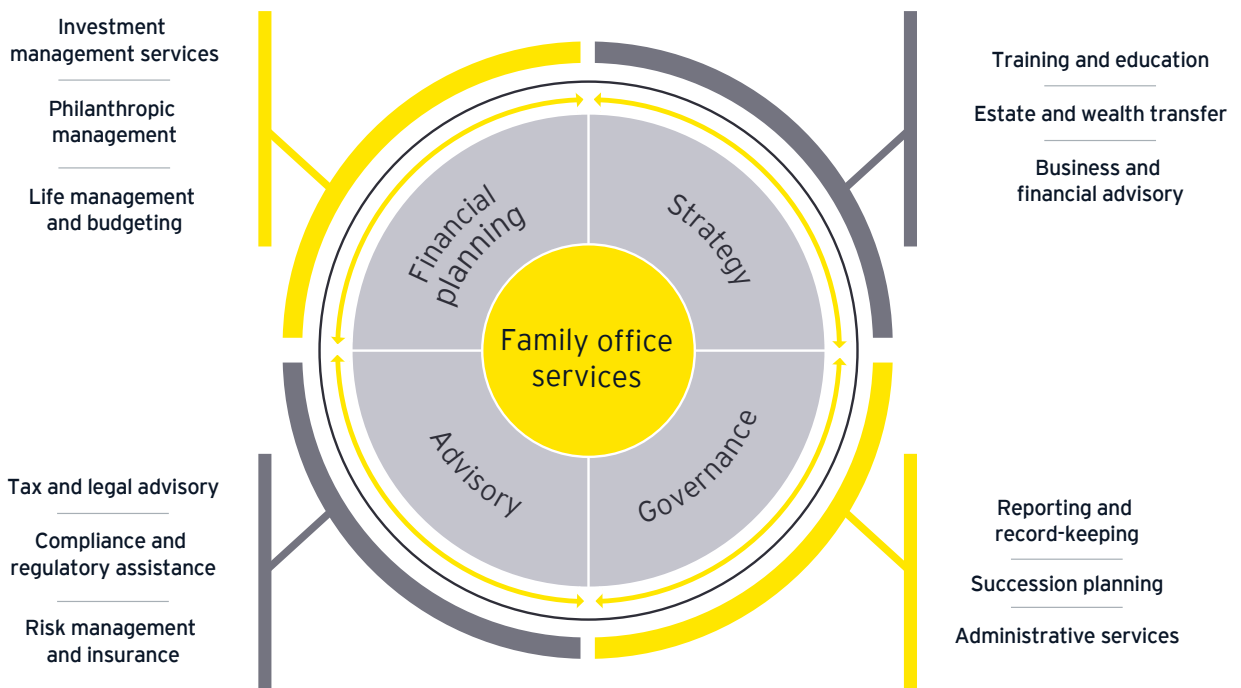 Investment
management services
Philanthropic
management
Life management
and budgeting
Training and education
Estate and wealth transfer
Business and
financial advisory
Financial
planning
Strategy
Family office
services
Advisory
Governance
Tax and legal advisory
Compliance and
regulatory assistance
Risk management
and insurance
Reporting and
record-keeping
Succession planning
Administrative services